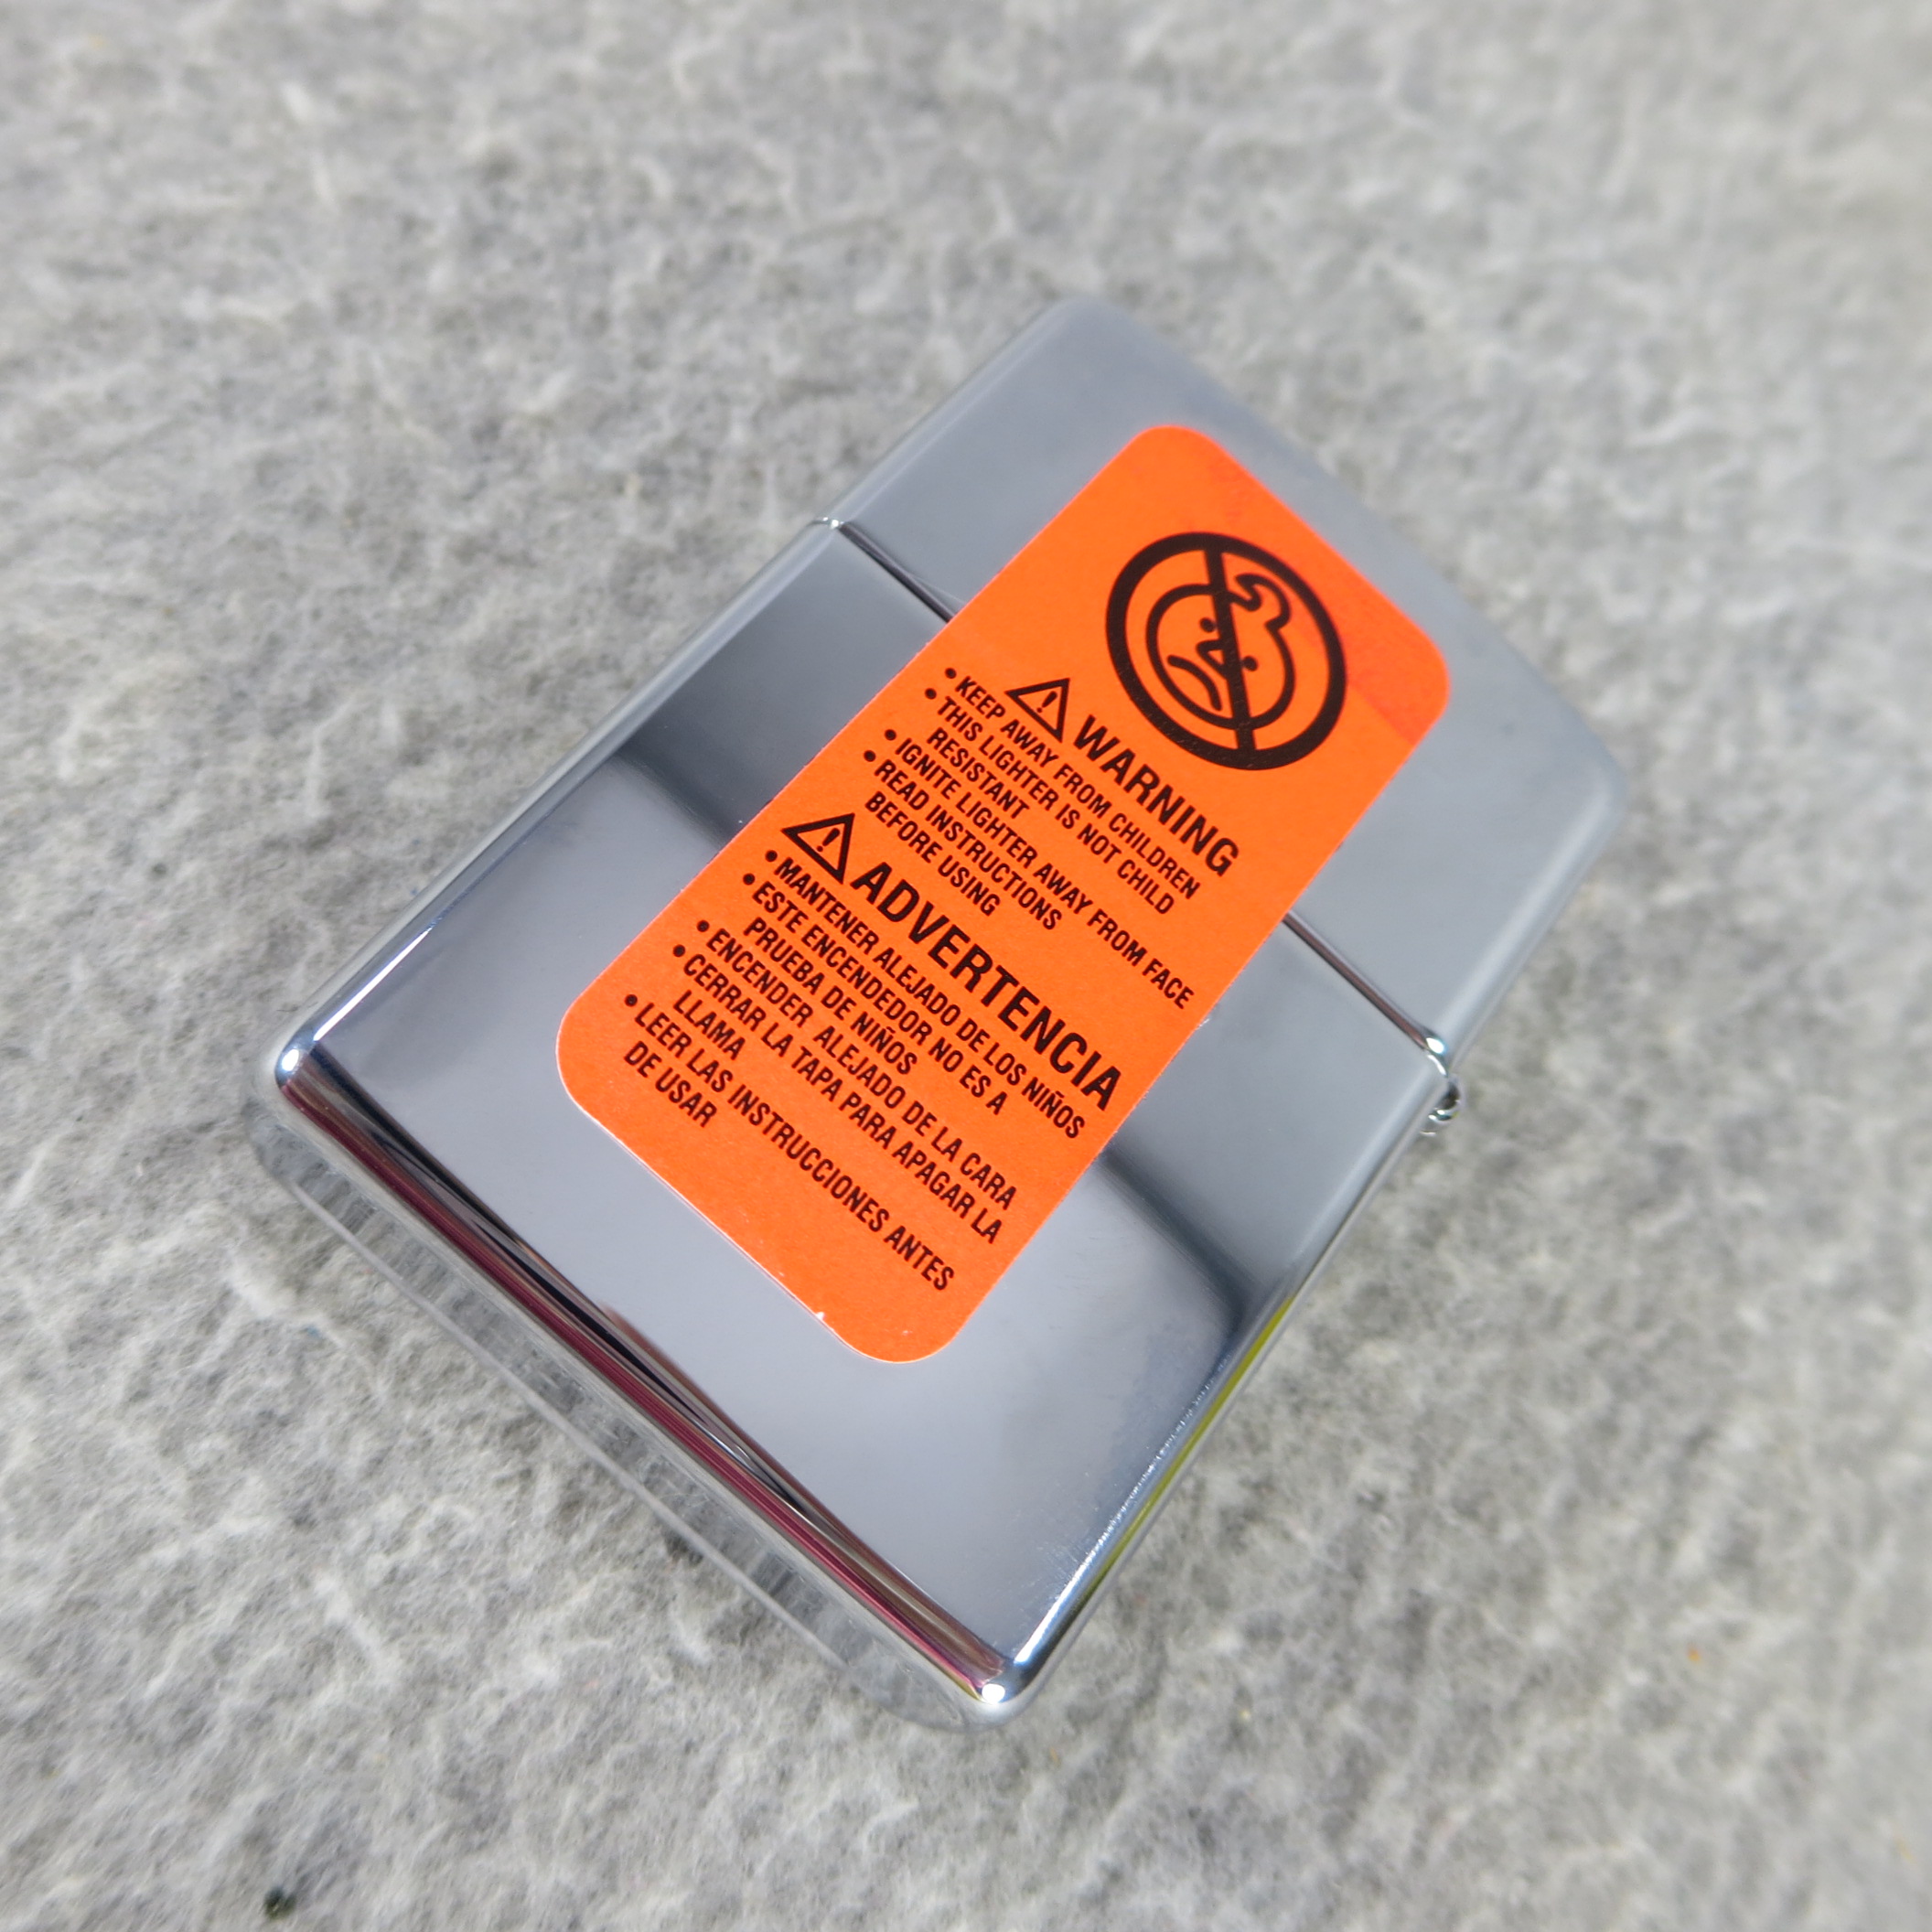 WARNING
•KEEP AWAY FROM CHILDREN
•THIS LIGHTER IS NOT CHILD
RESISTANT
•IGNITE LIGHTER AWAY FROM FACE
•READ INSTRUCTIONS
BEFORE USING
ADVERTENCIA
•MANTENER ALEJADO DE LOS NIÑOS
•ESTE ENCENDEDOR NO ES A
PRUEBA DE NIÑOS
•ENCENDER ALEJADO DE LA CARA
•CERRAR LA TAPA PARA APAGAR LA
LLAMA
•LEER LAS INSTRUCCIONES ANTES
DE USAR